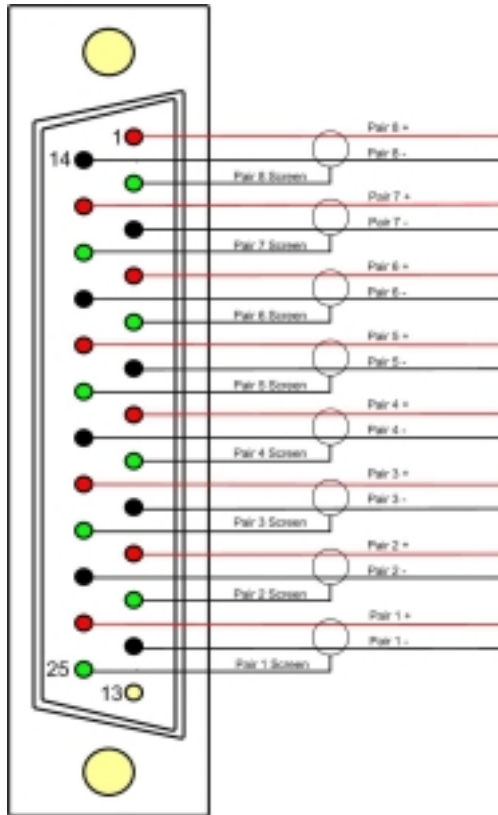 Pair 8 +
1
14
Pair 8 -
Pair 8 Screen
Pair 7 +
Pair 7 -
Pair 7 Screen
Pair 6 +
Pair 6 -
Pair 6 Screen
Pair 5 +
Pair 5 -
Pair 5 Screen
Pair 4 +
Pair 4 -
Pair 4 Screen
Pair 3 +
Pair 3 -
Pair 3 Screen
Pair 2 +
Pair 2 -
Pair 2 Screen
Pair 1 +
Pair 1 -
Pair 1 Screen
25
13